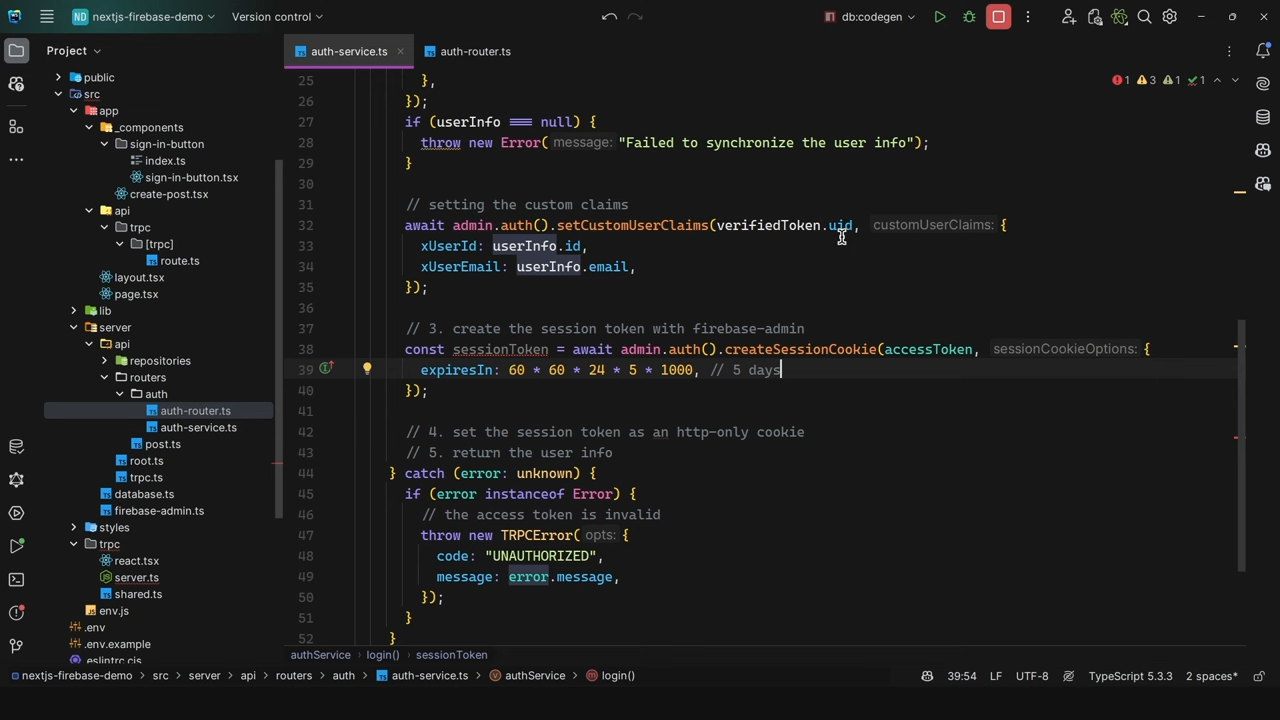 ND nextjs-firebase-demo Version control db:codegen
Project auth-service.ts auth-router.ts
public
src
app
_components
sign-in-button
index.ts
sign-in-button.tsx
create-post.tsx
api
trpc
[trpc]
route.ts
layout.tsx
page.tsx
lib
server
api
repositories
routers
auth
auth-router.ts
auth-service.ts
post.ts
root.ts
trpc.ts
database.ts
firebase-admin.ts
styles
trpc
react.tsx
server.ts
shared.ts
env.js
.env
.env.example
.eslintrc.cjs
1 3 1 1
25 },
26 });
27 if (userInfo === null) {
28 throw new Error( message: "Failed to synchronize the user info");
29 }
30
31 // setting the custom claims
32 await admin.auth().setCustomUserClaims(verifiedToken.uid, customUserClaims: {
33 xUserId: userInfo.id,
34 xUserEmail: userInfo.email,
35 });
36
37 // 3. create the session token with firebase-admin
38 const sessionToken = await admin.auth().createSessionCookie(accessToken, sessionCookieOptions: {
39 expiresIn: 60 * 60 * 24 * 5 * 1000, // 5 days
40 });
41
42 // 4. set the session token as an http-only cookie
43 // 5. return the user info
44 } catch (error: unknown) {
45 if (error instanceof Error) {
46 // the access token is invalid
47 throw new TRPCError( opts: {
48 code: "UNAUTHORIZED",
49 message: error.message,
50 });
51 }
52 }
authService login() sessionToken
nextjs-firebase-demo src server api routers auth auth-service.ts authService login() 39:54 LF UTF-8 TypeScript 5.3.3 2 spaces*